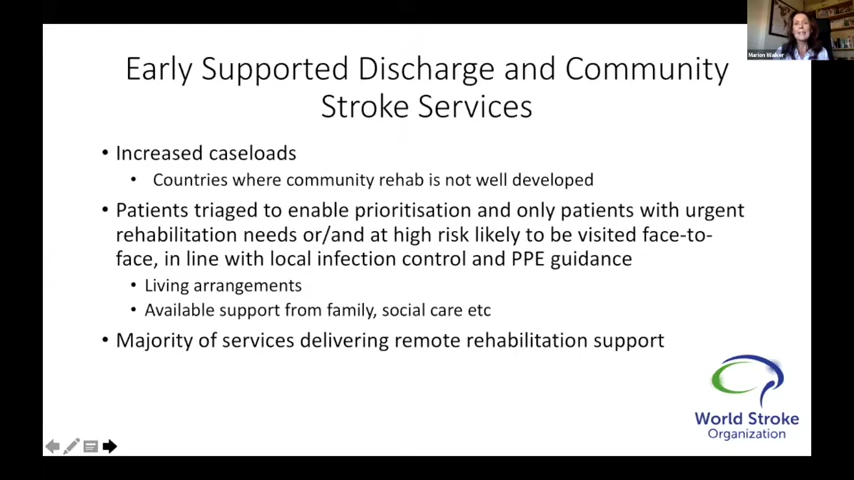 Marion Walker
Early Supported Discharge and Community
Stroke Services
• Increased caseloads
• Countries where community rehab is not well developed
• Patients triaged to enable prioritisation and only patients with urgent
rehabilitation needs or/and at high risk likely to be visited face-to-
face, in line with local infection control and PPE guidance
• Living arrangements
• Available support from family, social care etc
• Majority of services delivering remote rehabilitation support
World Stroke
Organization